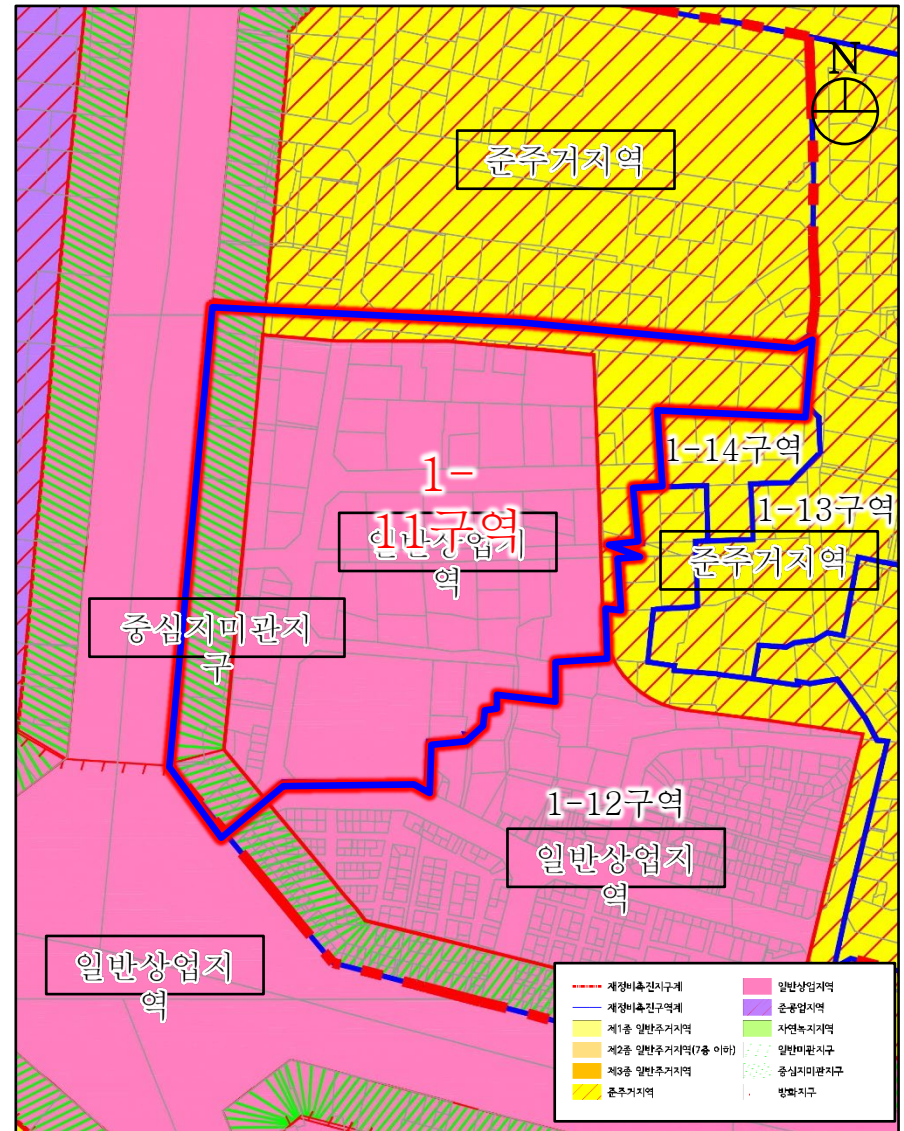 N
준주거지역
1-14구역
1-
11구역
1-13구역
일반상업지
역
준주거지역
중심지미관지
구
1-12구역
일반상업지
역
일반상업지
역
재정비촉진지구계
재정비촉진구역계
제1종 일반주거지역
제2종 일반주거지역(7층 이하)
제3종 일반주거지역
준주거지역
일반상업지역
준공업지역
자연녹지지역
일반미관지구
중심지미관지구
방화지구